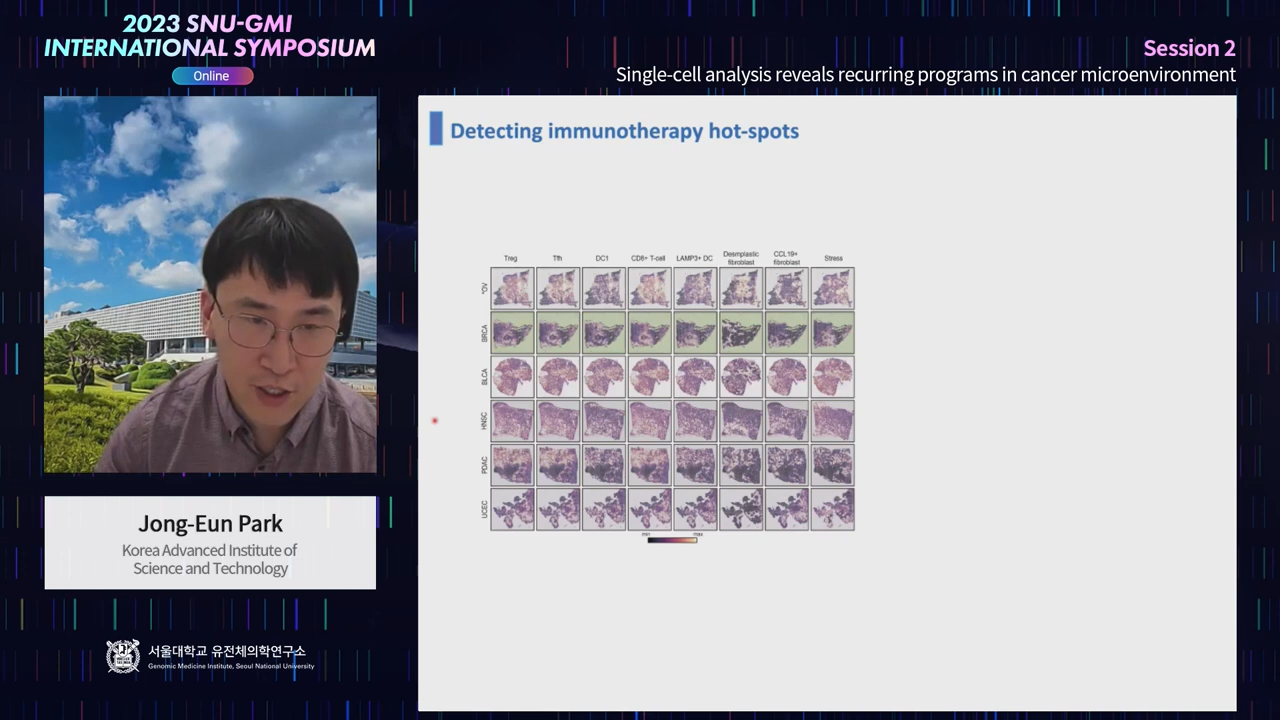 2023 SNU-GMI
INTERNATIONAL SYMPOSIUM
Online
Session 2
Single-cell analysis reveals recurring programs in cancer microenvironment
Detecting immunotherapy hot-spots
Treg Tfh DC1 CD8+ T-cell LAMP3+ DC Desmplastic fibroblast CCL19+ fibroblast Stress
*OV
BRCA
BLCA
HNSC
PDAC
UCEC
min max
Jong-Eun Park
Korea Advanced Institute of
Science and Technology
서울대학교 유전체의학연구소
Genomic Medicine Institute, Seoul National University